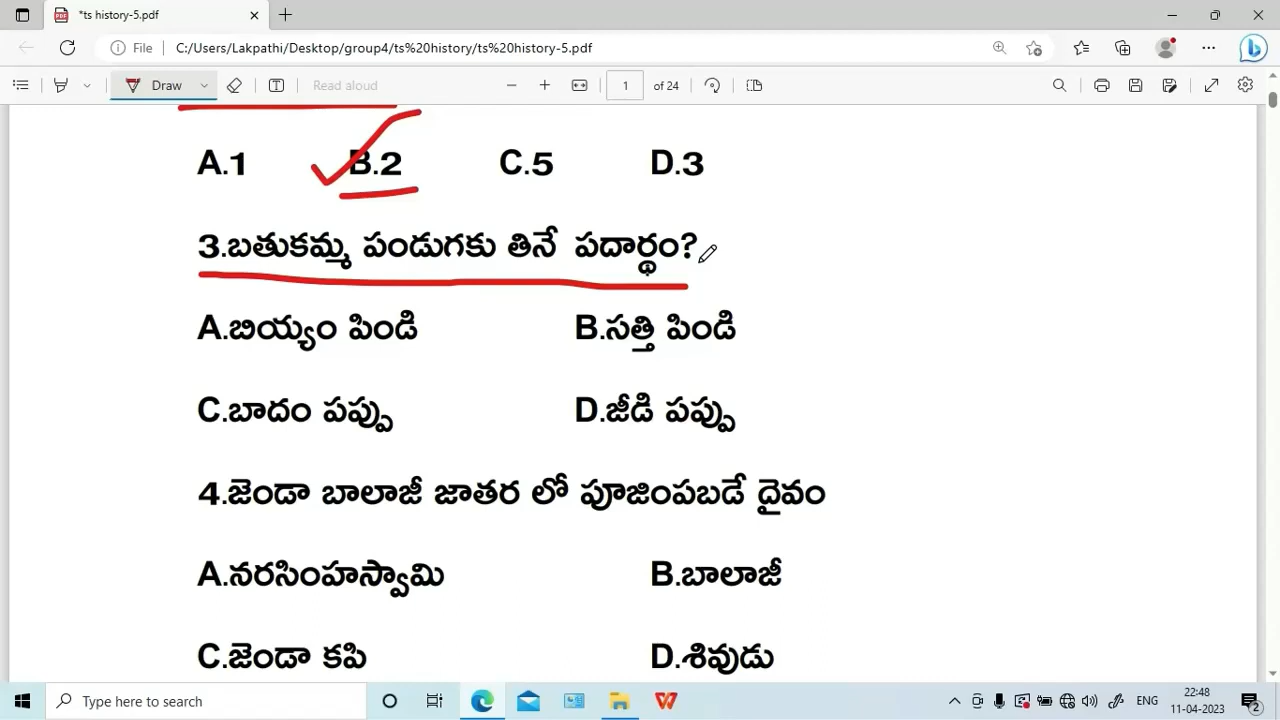 *ts history-5.pdf
File C:/Users/Lakpathi/Desktop/group4/ts%20history/ts%20history-5.pdf
Draw Read aloud 1 of 24
A.1 B.2 C.5 D.3
3.బతుకమ్మ పండుగకు తినే పదార్థం?
A.బియ్యం పిండి B.సత్తి పిండి
C.బాదం పప్పు D.జీడి పప్పు
4.జెండా బాలాజీ జాతర లో పూజింపబడే దైవం
A.నరసింహస్వామి B.బాలాజీ
C.జెండా కపి D.శివుడు
Type here to search ENG 22:48
11-04-2023 2